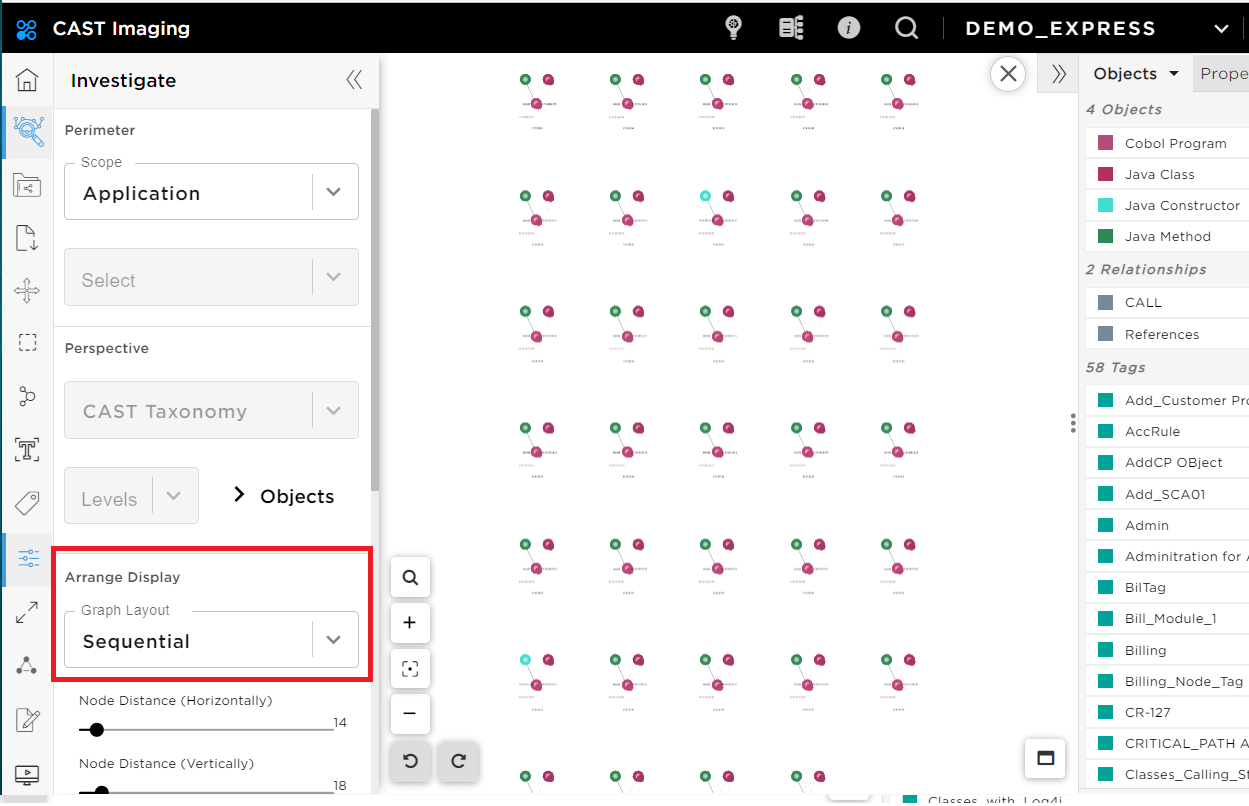 CAST Imaging
DEMO_EXPRESS
Investigate
Perimeter
Scope
Application
Select
Perspective
CAST Taxonomy
Levels
Objects
Arrange Display
Graph Layout
Sequential
Node Distance (Horizontally)
14
Node Distance (Vertically)
18
Objects
Prope
4 Objects
Cobol Program
Java Class
Java Constructor
Java Method
2 Relationships
CALL
References
58 Tags
Add_Customer Pro
AccRule
AddCP OBject
Add_SCA01
Admin
Adminitration for A
BilTag
Bill_Module_1
Billing
Billing_Node_Tag
CR-127
CRITICAL_PATH A
Classes_Calling_St
Classes_with_Log4j